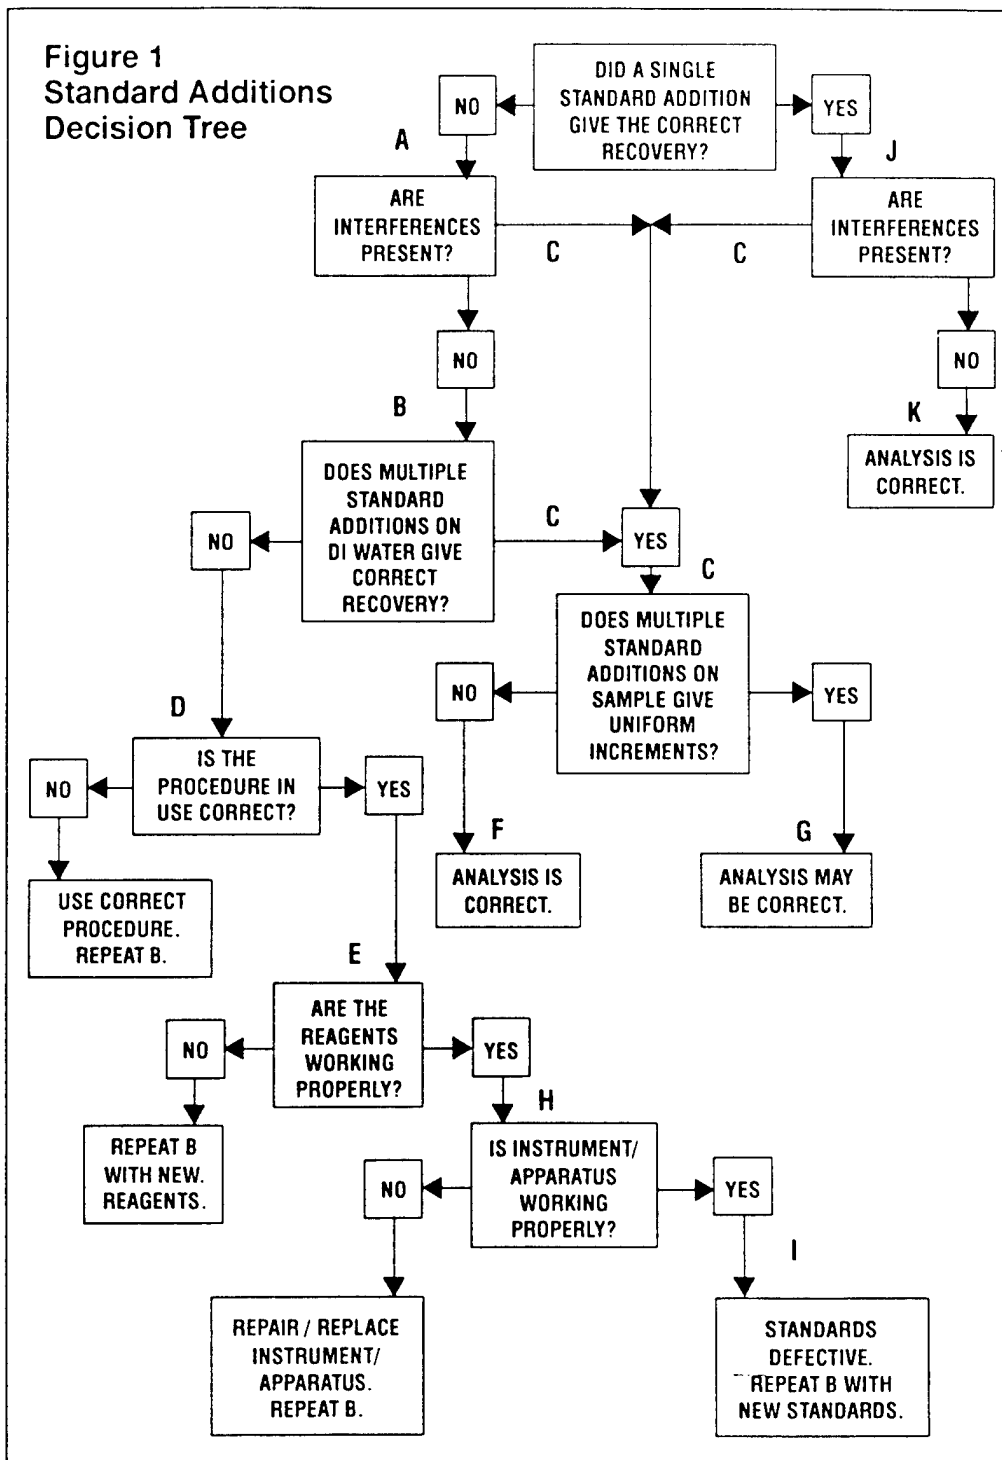 Figure 1
Standard Additions
Decision Tree
DID A SINGLE
STANDARD ADDITION
GIVE THE CORRECT
RECOVERY?
NO
YES
A
J
ARE
INTERFERENCES
PRESENT?
C
C
ARE
INTERFERENCES
PRESENT?
NO
NO
B
K
DOES MULTIPLE
STANDARD
ADDITIONS ON
DI WATER GIVE
CORRECT
RECOVERY?
ANALYSIS IS
CORRECT.
NO
C
YES
C
DOES MULTIPLE
STANDARD
ADDITIONS ON
SAMPLE GIVE
UNIFORM
INCREMENTS?
NO
YES
D
IS THE
PROCEDURE IN
USE CORRECT?
NO
YES
F
G
ANALYSIS IS
CORRECT.
ANALYSIS MAY
BE CORRECT.
USE CORRECT
PROCEDURE.
REPEAT B.
E
ARE THE
REAGENTS
WORKING
PROPERLY?
NO
YES
H
REPEAT B
WITH NEW.
REAGENTS.
IS INSTRUMENT/
APPARATUS
WORKING
PROPERLY?
NO
YES
I
REPAIR / REPLACE
INSTRUMENT/
APPARATUS.
REPEAT B.
STANDARDS
DEFECTIVE.
REPEAT B WITH
NEW STANDARDS.